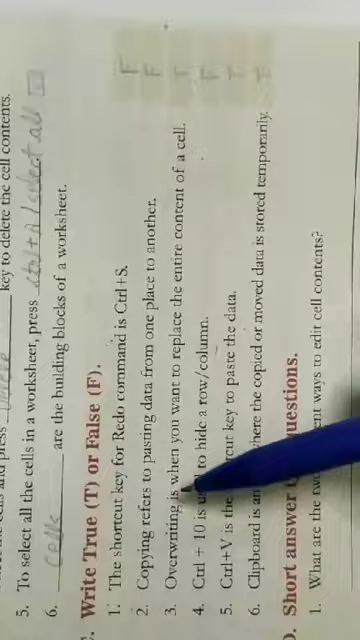 key to delete the cell contents.
5. To select all the cells in a worksheet, press ctrl+A / select all
6. cells are the building blocks of a worksheet.
Write True (T) or False (F).
1. The shortcut key for Redo command is Ctrl+S. F
2. Copying refers to pasting data from one place to another. F
3. Overwriting is when you want to replace the entire content of a cell. T
4. Ctrl + 10 is to hide a row/column. F
5. Ctrl+V is the key to paste the data. T
6. Clipboard is an where the copied or moved data is stored temporarily. T
Short answer questions.
1. What are the two ways to edit cell contents?